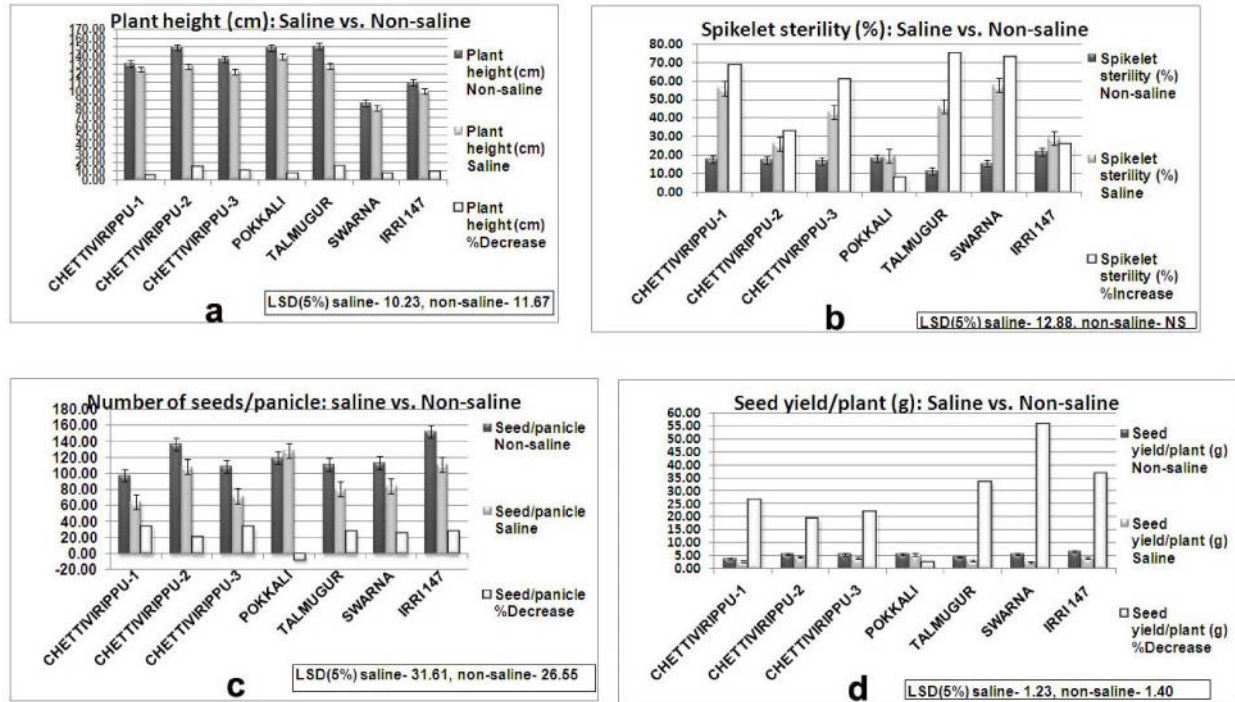 Plant height (cm): Saline vs. Non-saline
170.00
150.00
130.00
110.00
90.00
80.00
70.00
60.00
50.00
40.00
30.00
20.00
10.00
0.00
Plant
height (cm)
Non-saline
Plant
height (cm)
Saline
Plant
height (cm)
%Decrease
CHETTIVIRIPPU-1
CHETTIVIRIPPU-2
CHETTIVIRIPPU-3
POKKALI
TALMUGUR
SWARNA
IRRI 147
LSD(5%) saline- 10.23, non-saline- 11.67
a
Spikelet sterility (%): Saline vs. Non-saline
80.00
70.00
60.00
50.00
40.00
30.00
20.00
10.00
0.00
Spikelet
sterility (%)
Non-saline
Spikelet
sterility (%)
Saline
Spikelet
sterility (%)
%Increase
CHETTIVIRIPPU-1
CHETTIVIRIPPU-2
CHETTIVIRIPPU-3
POKKALI
TALMUGUR
SWARNA
IRRI 147
LSD(5%) saline- 12.88, non-saline- NS
b
Number of seeds/panicle: saline vs. Non-saline
180.00
160.00
140.00
120.00
100.00
80.00
60.00
40.00
20.00
0.00
-20.00
Seed/panicle
Non-saline
Seed/panicle
Saline
Seed/panicle
%Decrease
CHETTIVIRIPPU-1
CHETTIVIRIPPU-2
CHETTIVIRIPPU-3
POKKALI
TALMUGUR
SWARNA
IRRI 147
LSD(5%) saline- 31.61, non-saline- 26.55
c
Seed yield/plant (g): Saline vs. Non-saline
60.00
55.00
50.00
45.00
40.00
35.00
30.00
25.00
20.00
15.00
10.00
5.00
0.00
Seed
yield/plant (g)
Non-saline
Seed
yield/plant (g)
Saline
Seed
yield/plant (g)
%Decrease
CHETTIVIRIPPU-1
CHETTIVIRIPPU-2
CHETTIVIRIPPU-3
POKKALI
TALMUGUR
SWARNA
IRRI 147
LSD(5%) saline- 1.23, non-saline- 1.40
d